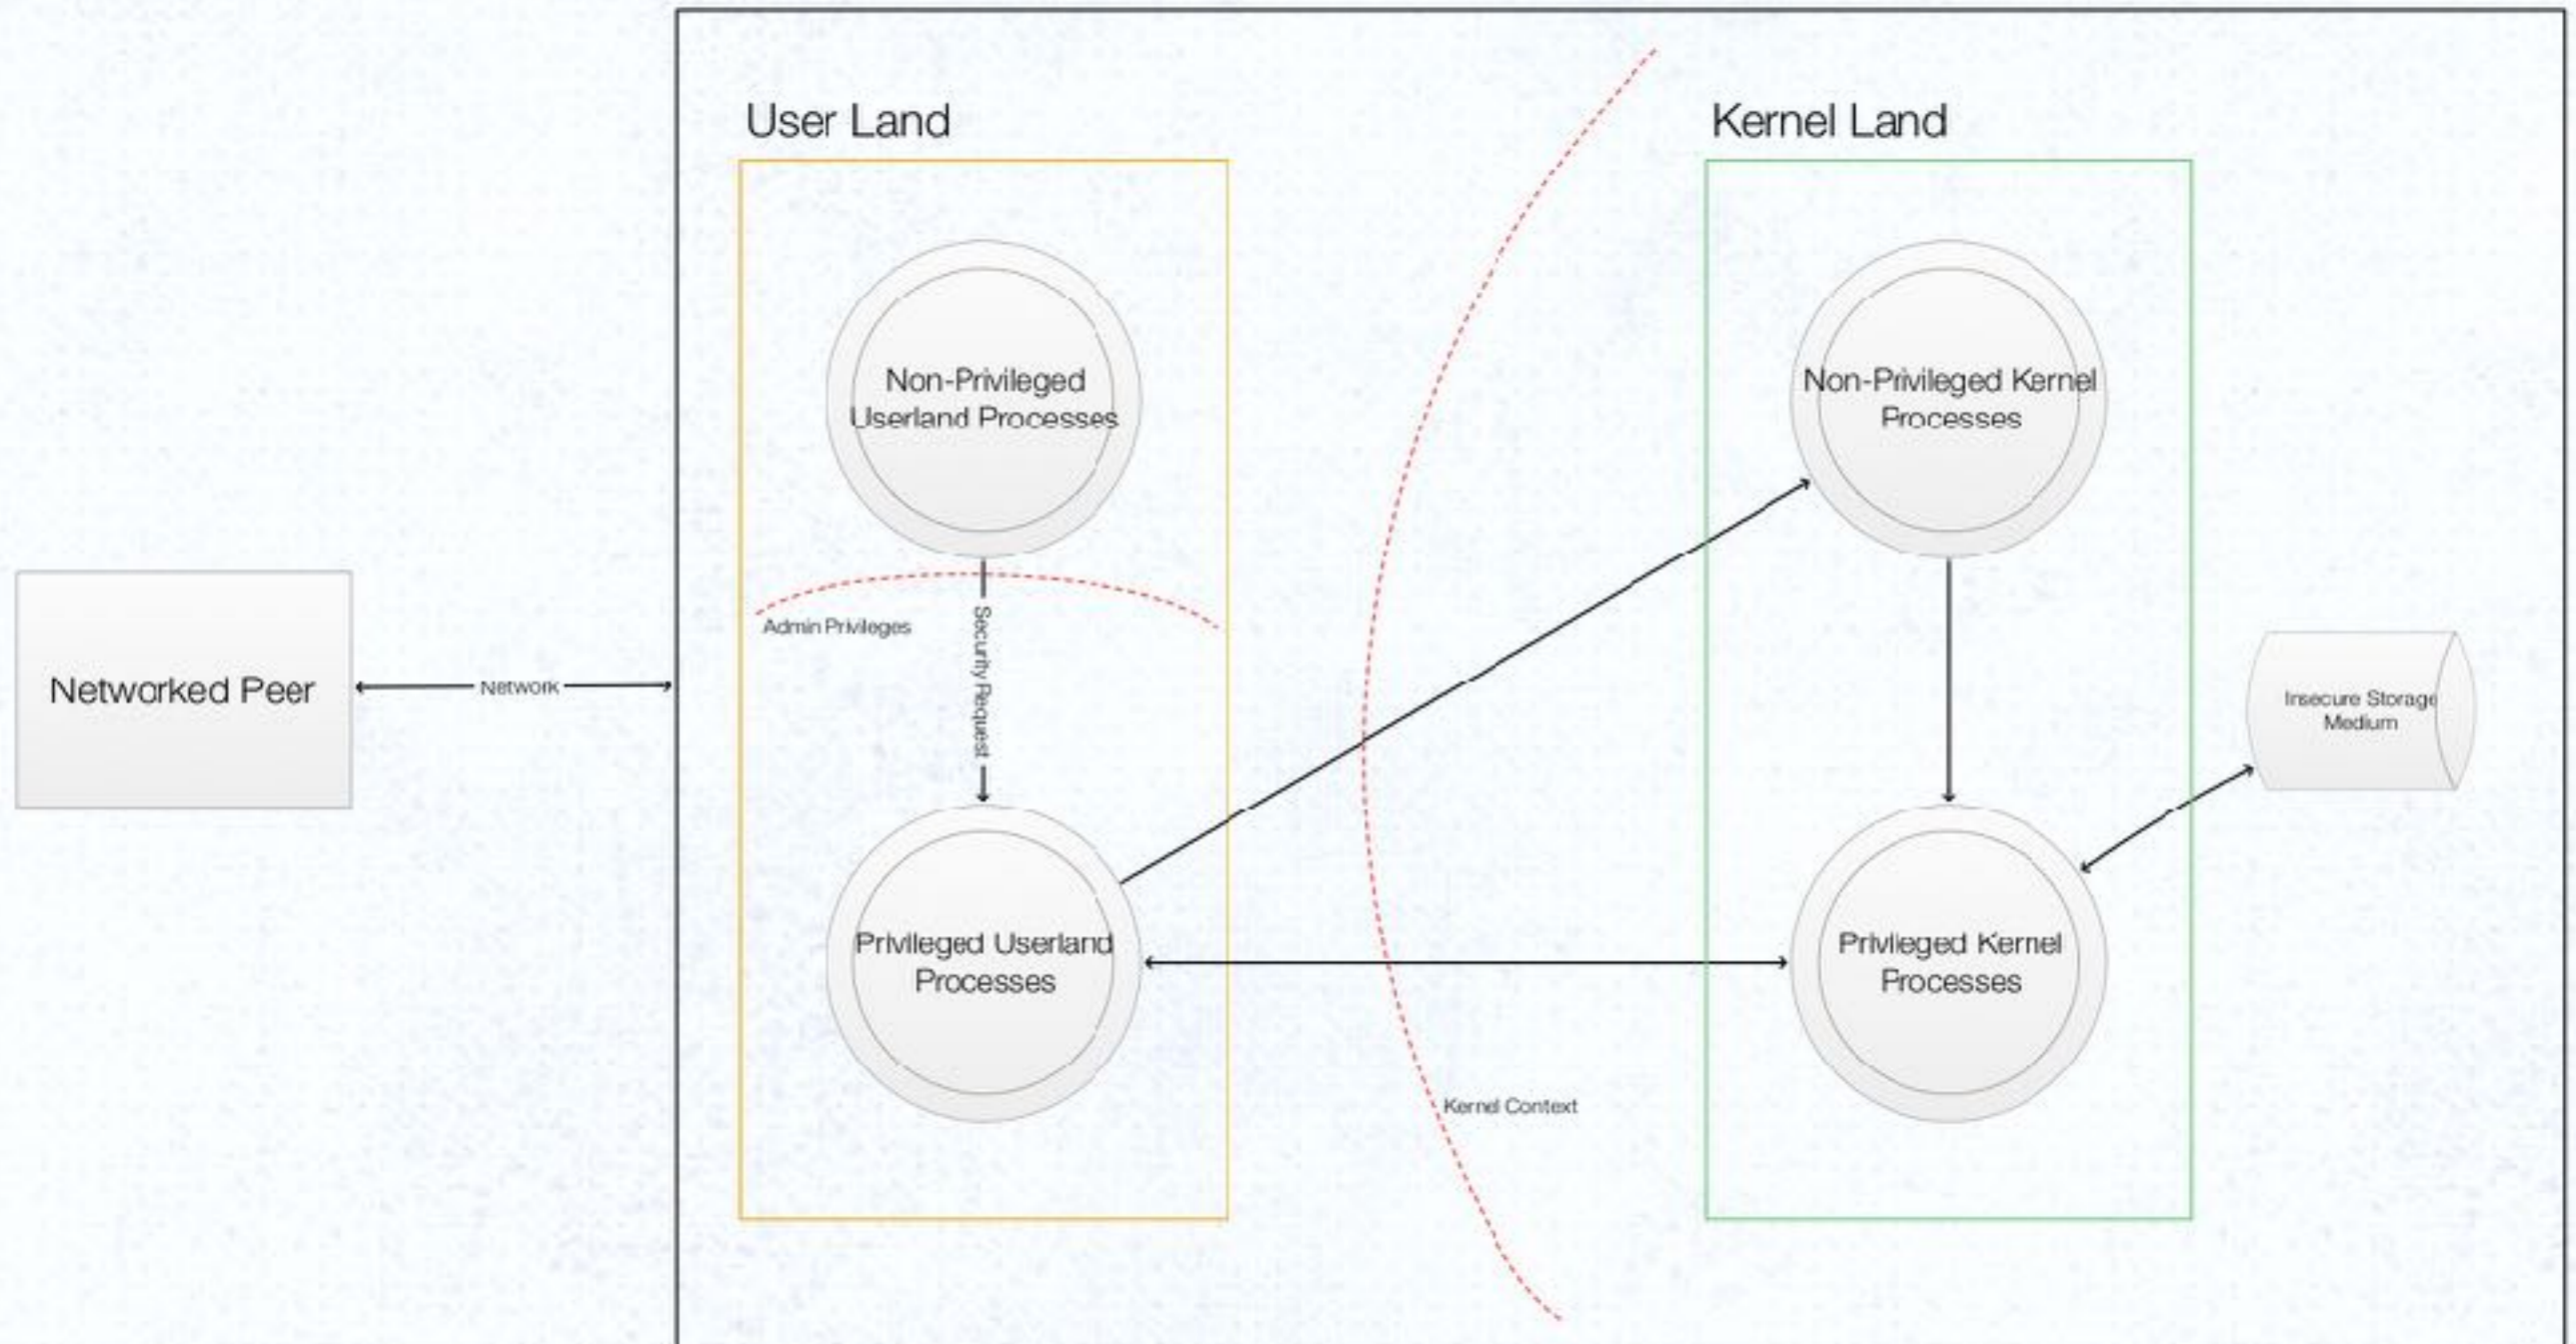 User Land
Kernel Land
Non-Privileged
Userland Processes
Non-Privileged Kernel
Processes
Admin Privileges
Security Request
Networked Peer
Network
Insecure Storage
Medium
Privileged Userland
Processes
Privileged Kernel
Processes
Kernel Context